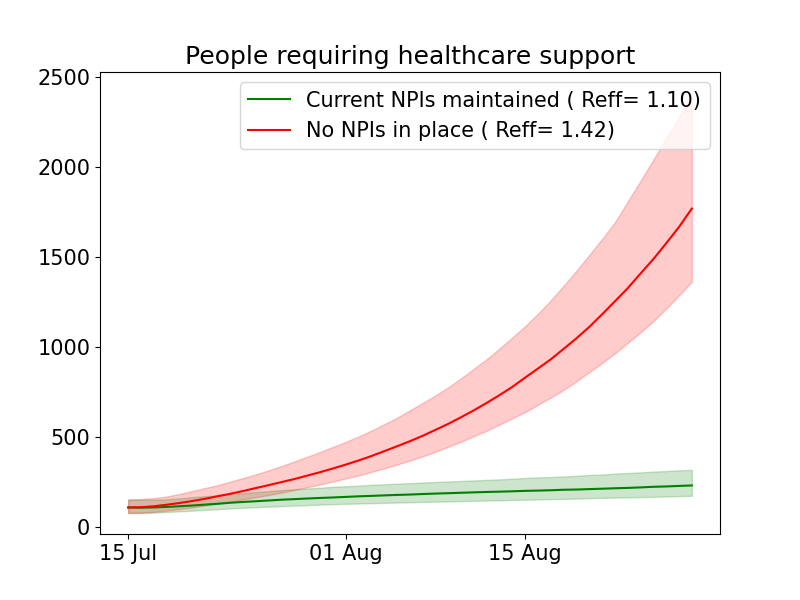 People requiring healthcare support
2500
2000
1500
1000
500
0
Current NPIs maintained ( Reff= 1.10)
No NPIs in place ( Reff= 1.42)
15 Jul
01 Aug
15 Aug